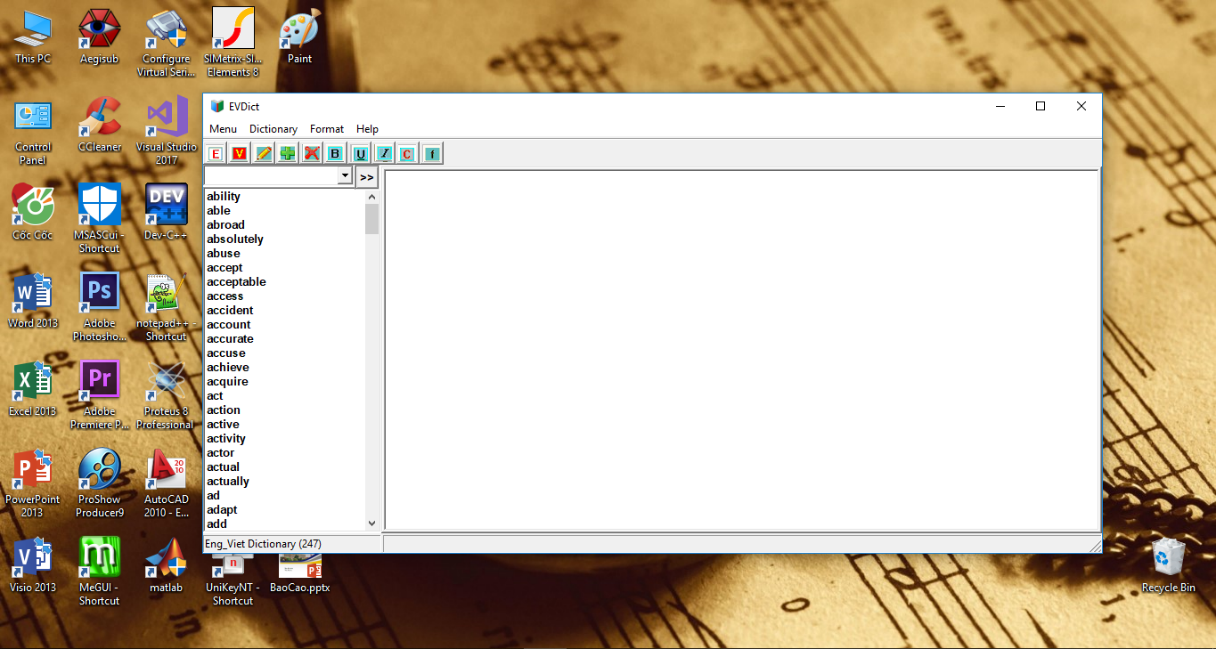 This PC
Aegisub
Configure
Virtual Seri...
SIMetrix-SI...
Elements 8
Paint
Control
Panel
CCleaner
Visual Studio
2017
Cốc Cốc
MSASCui -
Shortcut
DEV
Dev-C++
Word 2013
Ps
Adobe
Photosho...
notepad++ -
Shortcut
Excel 2013
Pr
Adobe
Premiere P...
Proteus 8
Professional
PowerPoint
2013
ProShow
Producer9
AutoCAD
2010 - E...
Visio 2013
MeGUI -
Shortcut
matlab
UniKeyNT -
Shortcut
BaoCao.pptx
Recycle Bin
EVDict
Menu Dictionary Format Help
E V B U I C f
>>
ability
able
abroad
absolutely
abuse
accept
acceptable
access
accident
account
accurate
accuse
achieve
acquire
act
action
active
activity
actor
actual
actually
ad
adapt
add
Eng_Viet Dictionary (247)